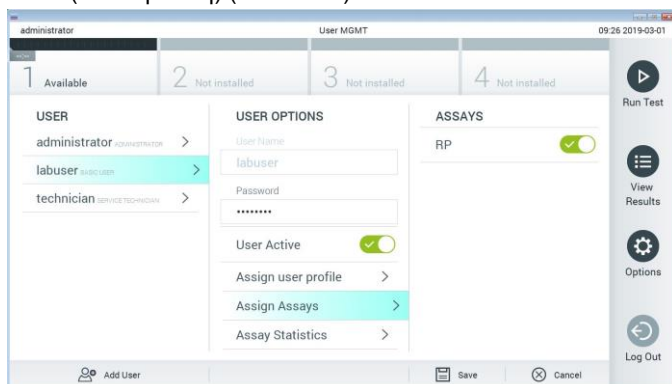 administrator
User MGMT
09:26 2019-03-01
1 Available
2 Not installed
3 Not installed
4 Not installed
USER
administrator ADMINISTRATOR
labuser BASIC USER
technician SERVICE TECHNICIAN
Add User
USER OPTIONS
User Name
labuser
Password
••••••••
User Active
Assign user profile
Assign Assays
Assay Statistics
ASSAYS
RP
Save
Cancel
Run Test
View
Results
Options
Log Out